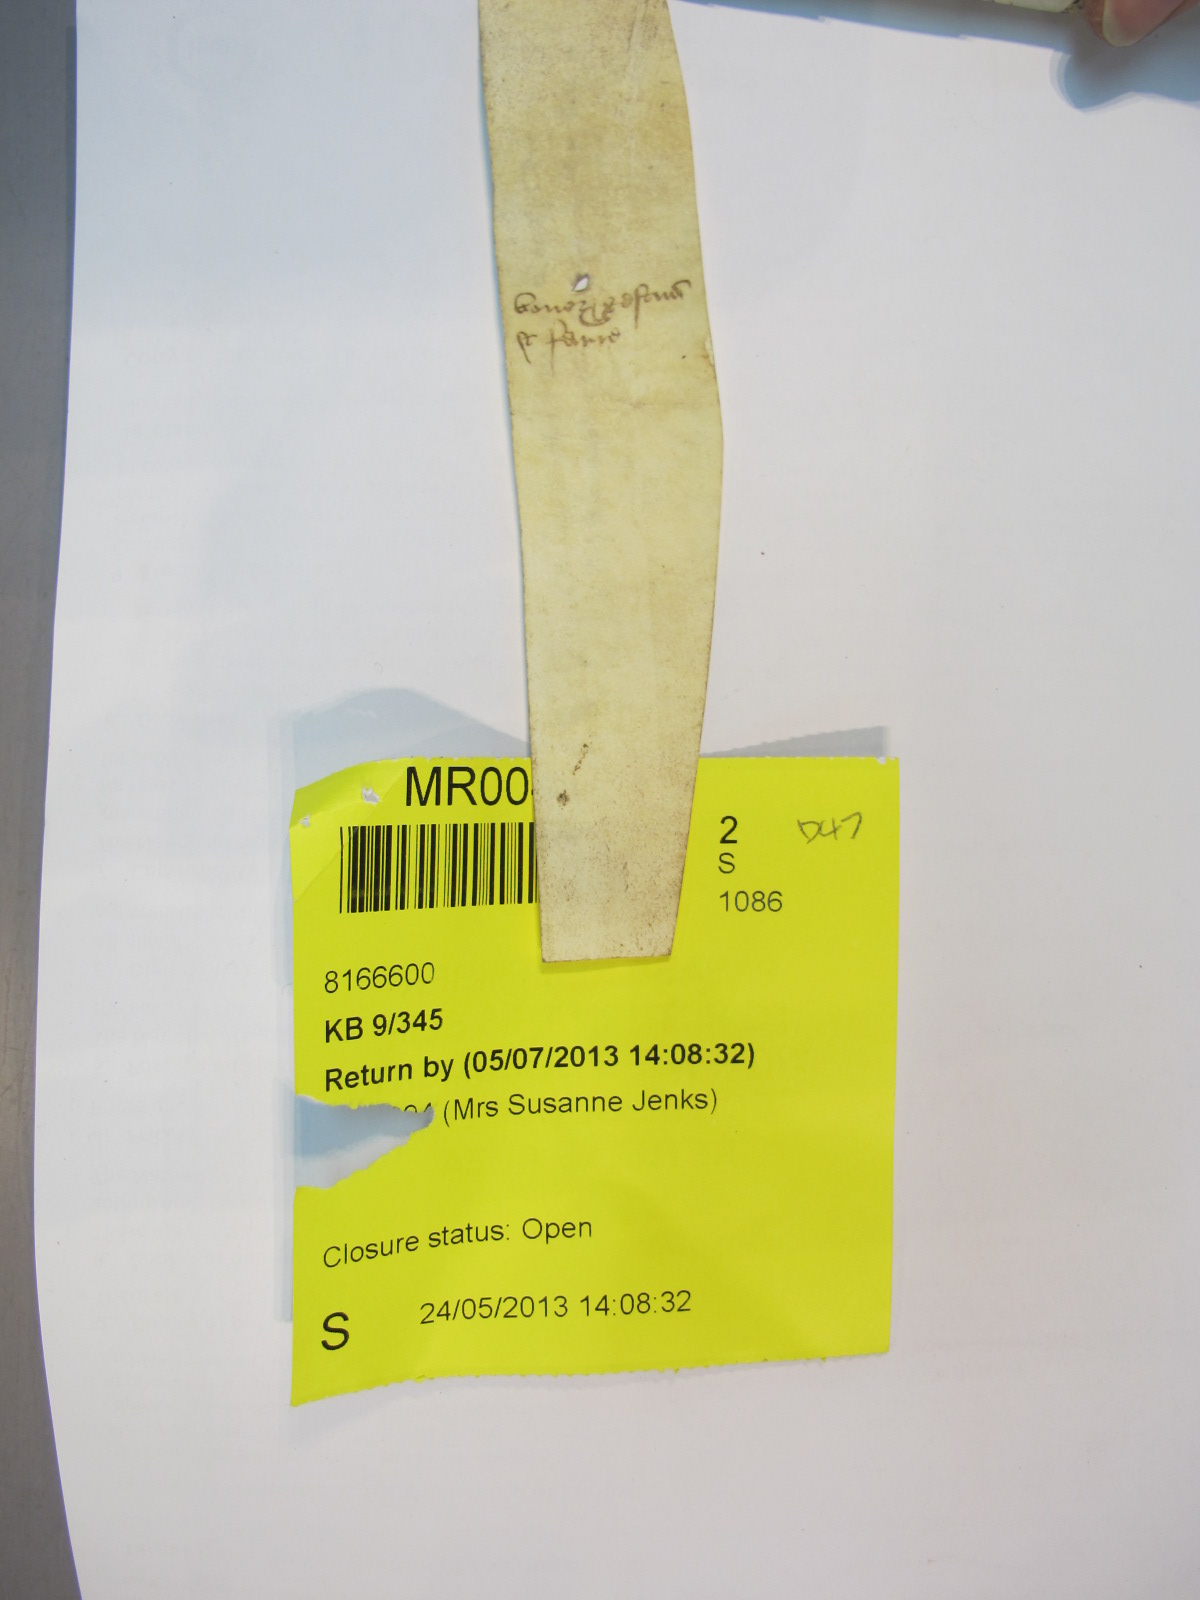 MR00
2
D47
S
1086
8166600
KB 9/345
Return by (05/07/2013 14:08:32)
(Mrs Susanne Jenks)
Closure status: Open
S 24/05/2013 14:08:32